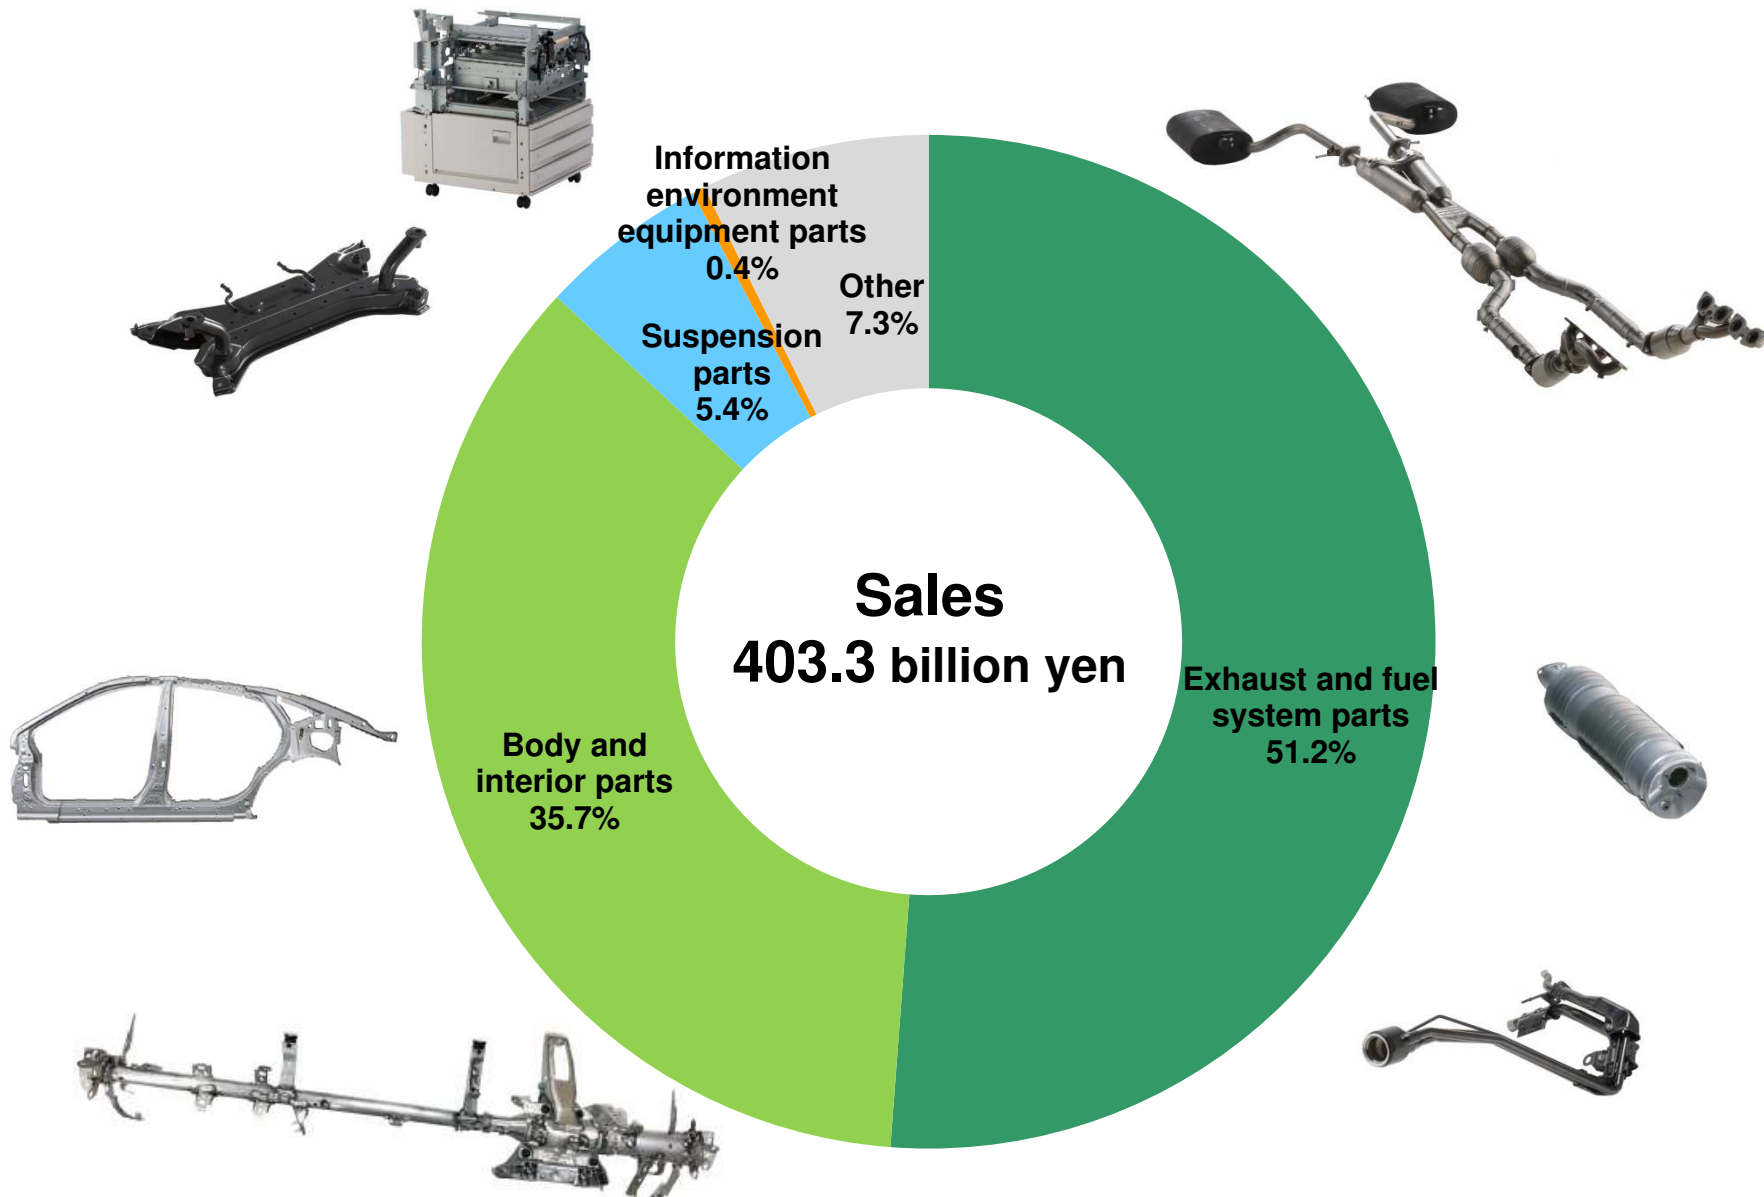 Information
environment
equipment parts
0.4%
Other
7.3%
Suspension
parts
5.4%
Sales
403.3 billion yen
Exhaust and fuel
system parts
51.2%
Body and
interior parts
35.7%